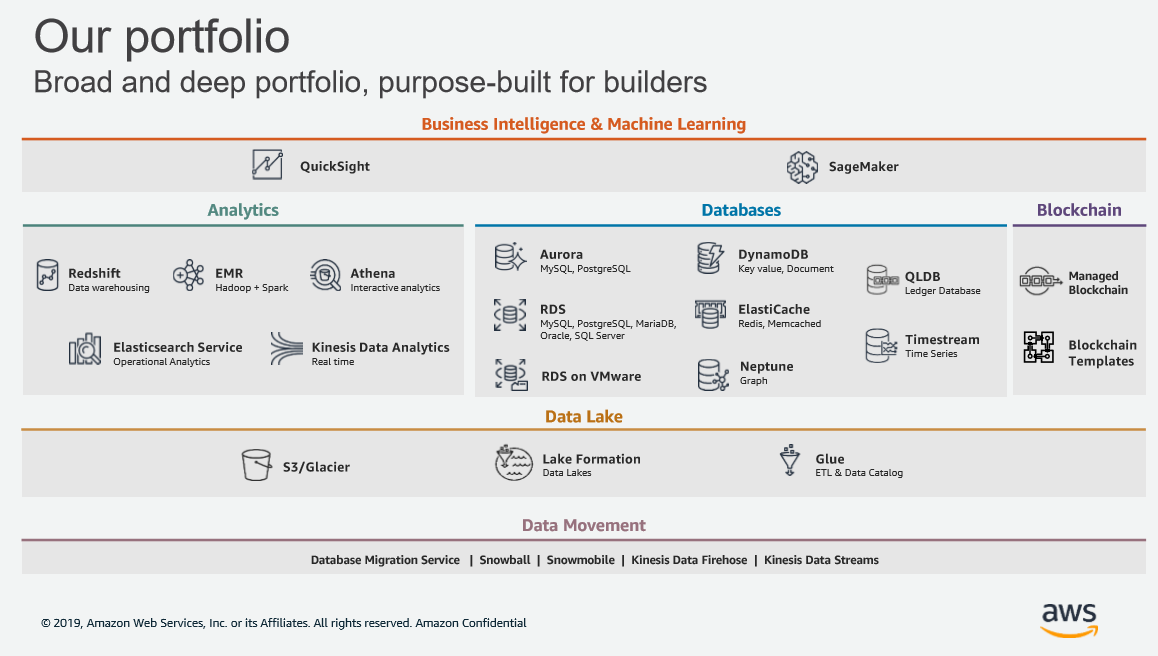 Our portfolio
Broad and deep portfolio, purpose-built for builders
Business Intelligence & Machine Learning
QuickSight
SageMaker
Analytics
Redshift
Data warehousing
EMR
Hadoop + Spark
Athena
Interactive analytics
Elasticsearch Service
Operational Analytics
Kinesis Data Analytics
Real time
Databases
Aurora
MySQL, PostgreSQL
RDS
MySQL, PostgreSQL, MariaDB,
Oracle, SQL Server
RDS on VMware
DynamoDB
Key value, Document
ElastiCache
Redis, Memcached
Neptune
Graph
QLDB
Ledger Database
Timestream
Time Series
Blockchain
Managed
Blockchain
Blockchain
Templates
Data Lake
S3/Glacier
Lake Formation
Data Lakes
Glue
ETL & Data Catalog
Data Movement
Database Migration Service | Snowball | Snowmobile | Kinesis Data Firehose | Kinesis Data Streams
© 2019, Amazon Web Services, Inc. or its Affiliates. All rights reserved. Amazon Confidential
aws